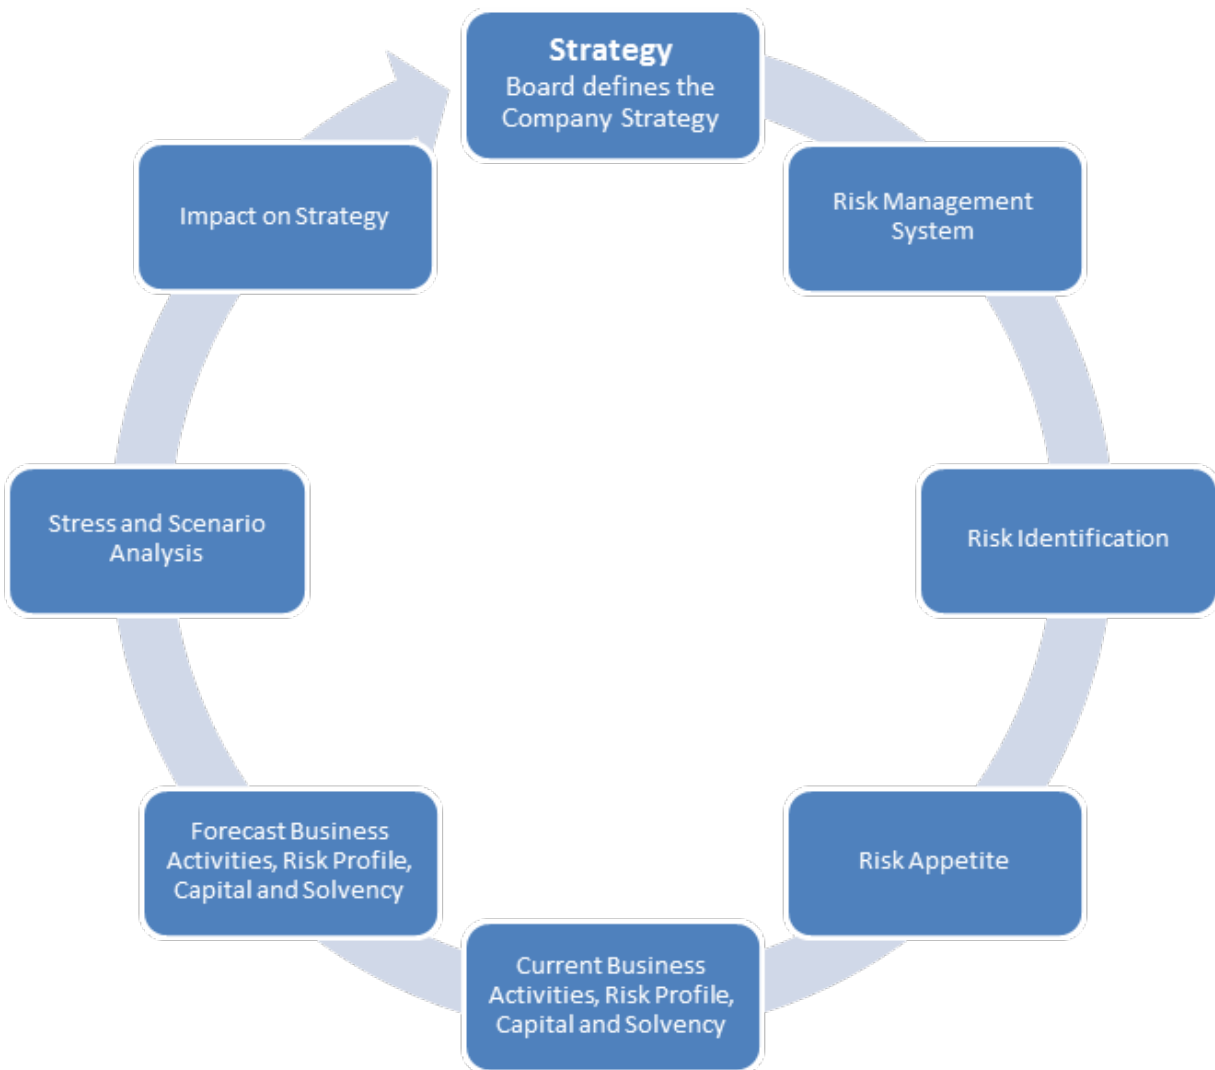 Strategy
Board defines the
Company Strategy
Risk Management
System
Risk Identification
Risk Appetite
Current Business
Activities, Risk Profile,
Capital and Solvency
Forecast Business
Activities, Risk Profile,
Capital and Solvency
Stress and Scenario
Analysis
Impact on Strategy